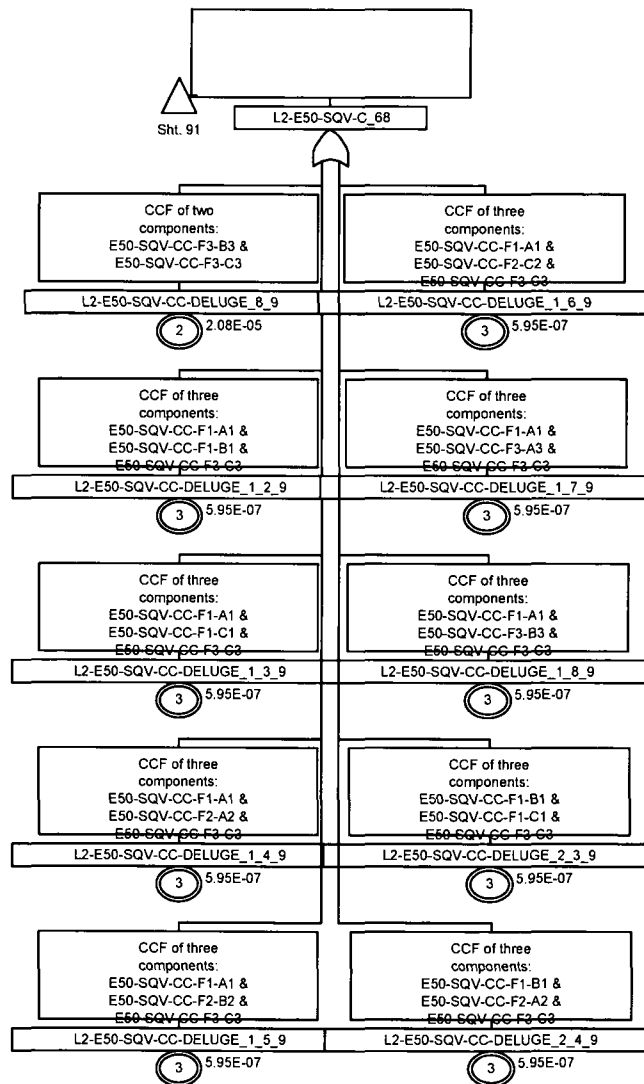 Sht. 91
L2-E50-SQV-C_68
CCF of two
components:
E50-SQV-CC-F3-B3 &
E50-SQV-CC-F3-C3
L2-E50-SQV-CC-DELUGE_8_9
2
2.08E-05
CCF of three
components:
E50-SQV-CC-F1-A1 &
E50-SQV-CC-F2-C2 &
E50-SQV-CC-F3-C3
L2-E50-SQV-CC-DELUGE_1_6_9
3
5.95E-07
CCF of three
components:
E50-SQV-CC-F1-A1 &
E50-SQV-CC-F1-B1 &
E50-SQV-CC-F3-C3
L2-E50-SQV-CC-DELUGE_1_2_9
3
5.95E-07
CCF of three
components:
E50-SQV-CC-F1-A1 &
E50-SQV-CC-F3-A3 &
E50-SQV-CC-F3-C3
L2-E50-SQV-CC-DELUGE_1_7_9
3
5.95E-07
CCF of three
components:
E50-SQV-CC-F1-A1 &
E50-SQV-CC-F1-C1 &
E50-SQV-CC-F3-C3
L2-E50-SQV-CC-DELUGE_1_3_9
3
5.95E-07
CCF of three
components:
E50-SQV-CC-F1-A1 &
E50-SQV-CC-F3-B3 &
E50-SQV-CC-F3-C3
L2-E50-SQV-CC-DELUGE_1_8_9
3
5.95E-07
CCF of three
components:
E50-SQV-CC-F1-A1 &
E50-SQV-CC-F2-A2 &
E50-SQV-CC-F3-C3
L2-E50-SQV-CC-DELUGE_1_4_9
3
5.95E-07
CCF of three
components:
E50-SQV-CC-F1-B1 &
E50-SQV-CC-F1-C1 &
E50-SQV-CC-F3-C3
L2-E50-SQV-CC-DELUGE_2_3_9
3
5.95E-07
CCF of three
components:
E50-SQV-CC-F1-A1 &
E50-SQV-CC-F2-B2 &
E50-SQV-CC-F3-C3
L2-E50-SQV-CC-DELUGE_1_5_9
3
5.95E-07
CCF of three
components:
E50-SQV-CC-F1-B1 &
E50-SQV-CC-F2-A2 &
E50-SQV-CC-F3-C3
L2-E50-SQV-CC-DELUGE_2_4_9
3
5.95E-07